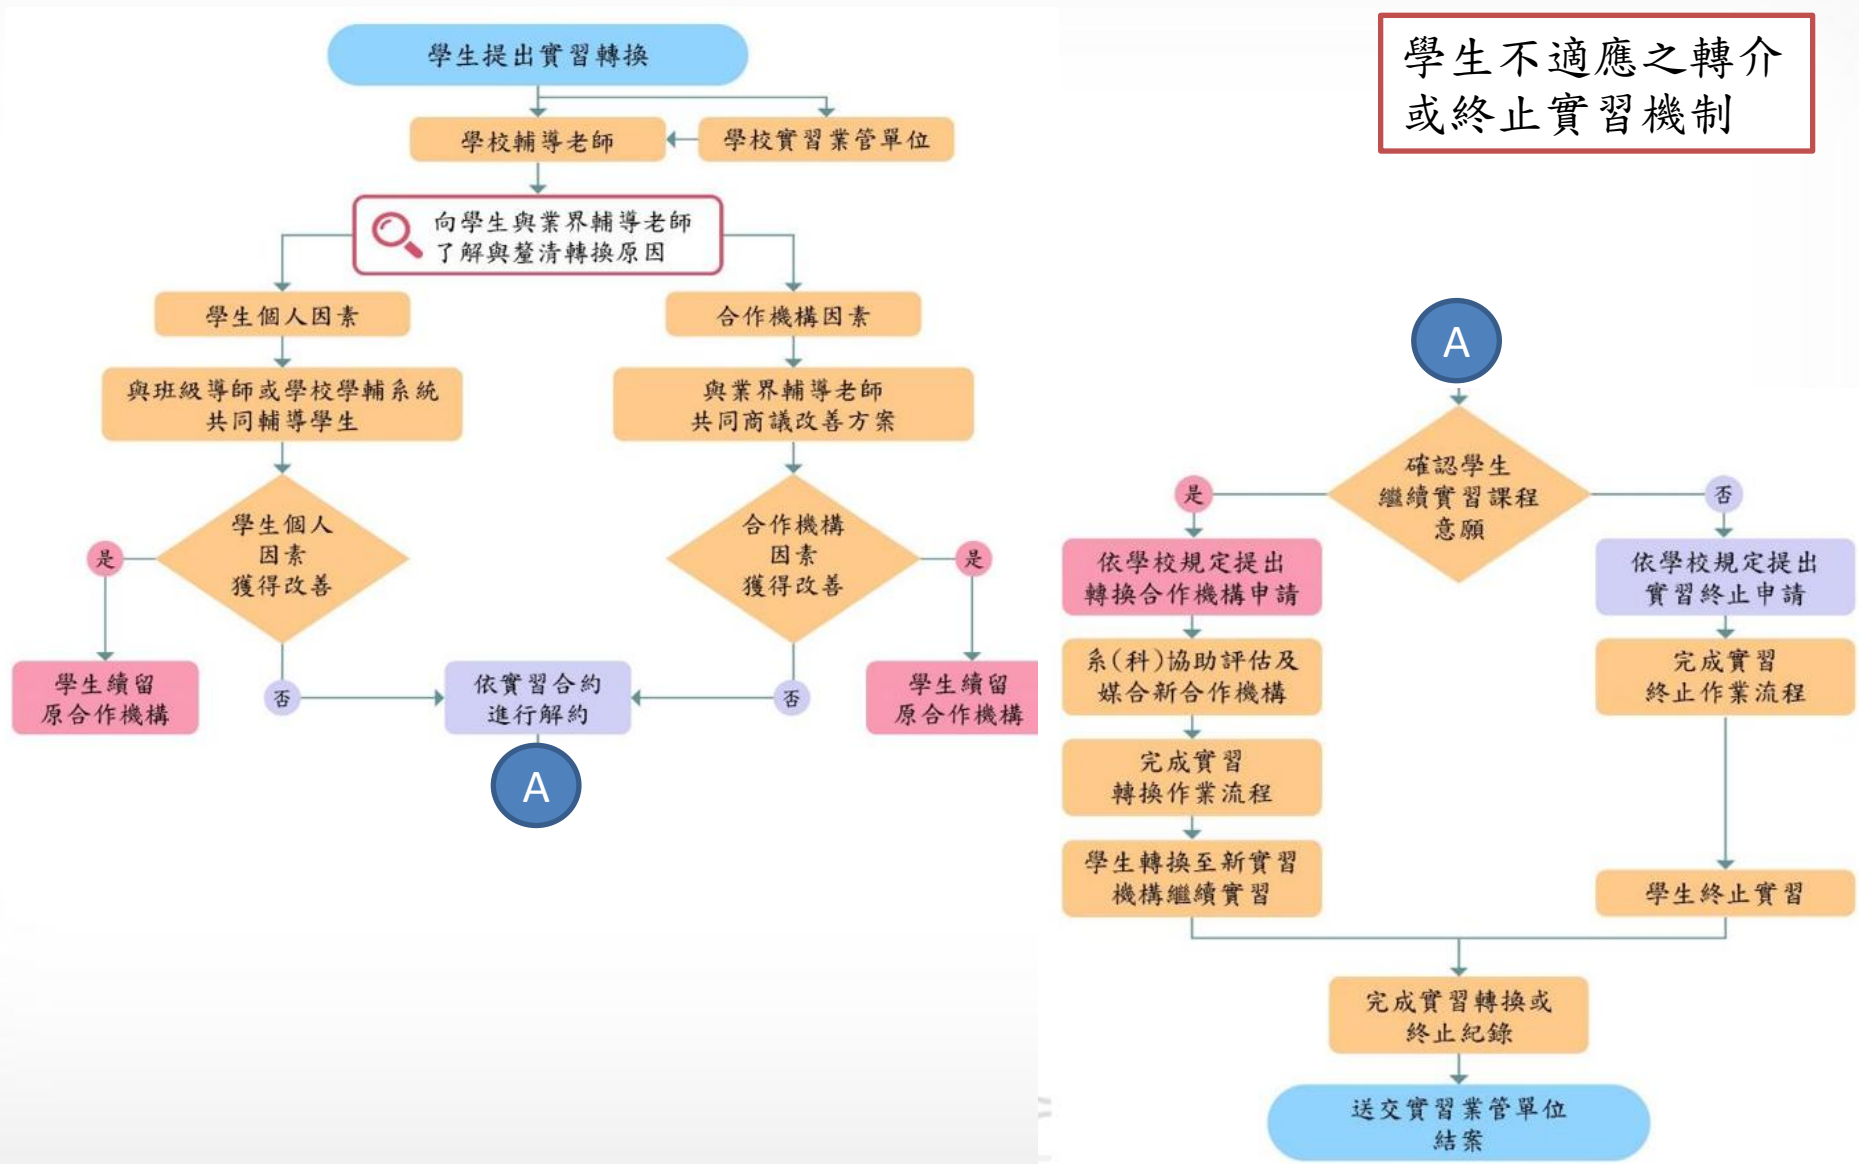 學生不適應之轉介
或終止實習機制
學生提出實習轉換
學校輔導老師
學校實習業管單位
向學生與業界輔導老師
了解與釐清轉換原因
學生個人因素
合作機構因素
與班級導師或學校學輔系統
共同輔導學生
與業界輔導老師
共同商議改善方案
學生個人
因素
獲得改善
合作機構
因素
獲得改善
是
是
學生續留
原合作機構
否
依實習合約
進行解約
否
學生續留
原合作機構
A
A
確認學生
繼續實習課程
意願
是
否
依學校規定提出
轉換合作機構申請
依學校規定提出
實習終止申請
系(科)協助評估及
媒合新合作機構
完成實習
終止作業流程
完成實習
轉換作業流程
學生轉換至新實習
機構繼續實習
學生終止實習
完成實習轉換或
終止紀錄
送交實習業管單位
結案